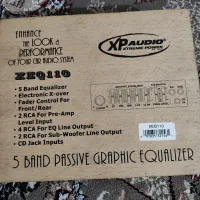 ENHANCE
the LOOK &
PERFORMANCE
OF YOUR CAR AUDIO SYSTEM
XEQ110
XP AUDIO
XTREME POWER
• 5 Band Equalizer
• Electronic X-over
• Fader Control For
Front/Rear
• 2 RCA For Pre-Amp
Level Input
• 4 RCA For EQ Line Output
• 2 RCA For Sub-Woofer Line Output
• CD Jack Inputs
XEQ110
5 BAND PASSIVE GRAPHIC EQUALIZER